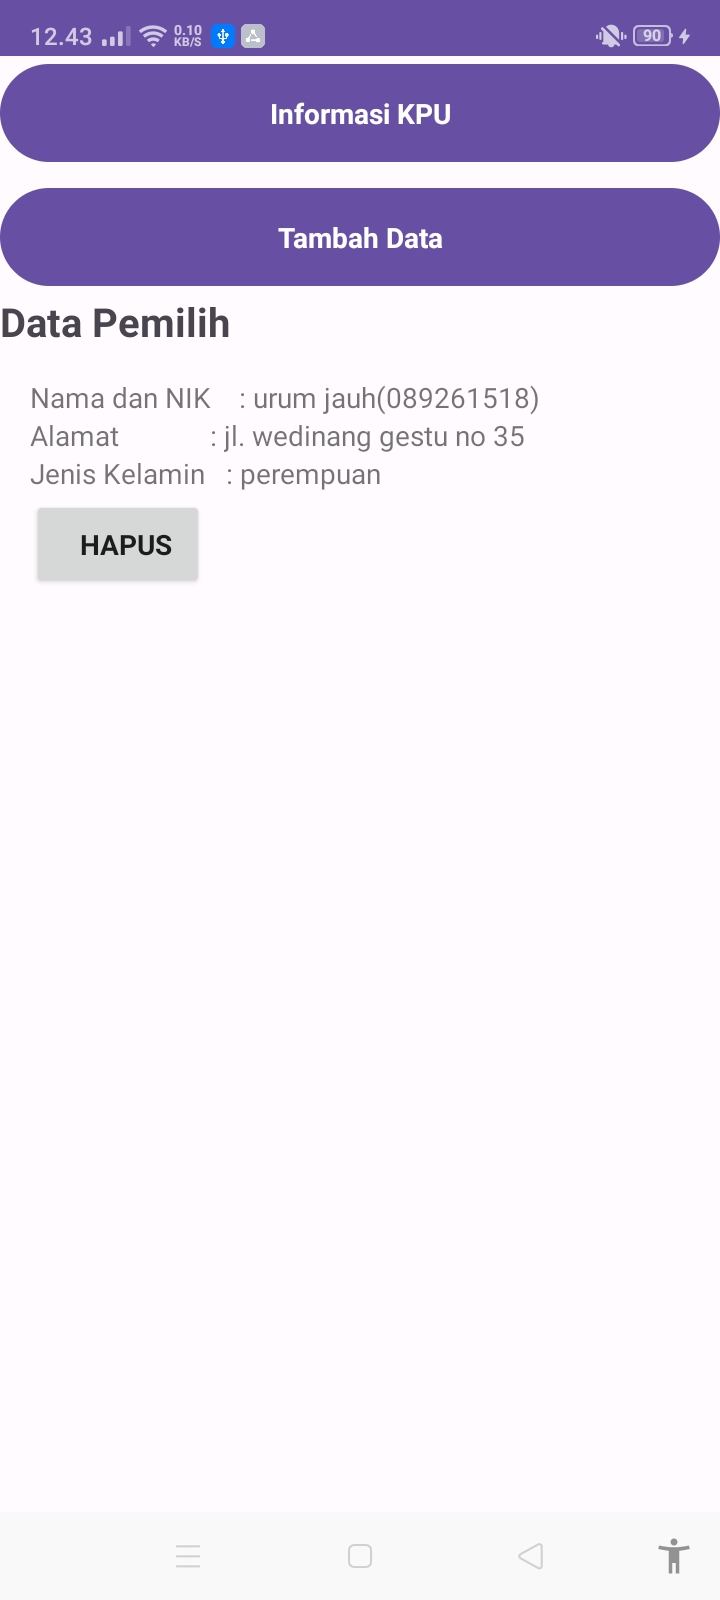 12.43 0.10 KB/S 90
Informasi KPU
Tambah Data
Data Pemilih
Nama dan NIK : urum jauh(089261518)
Alamat : jl. wedinang gestu no 35
Jenis Kelamin : perempuan
HAPUS